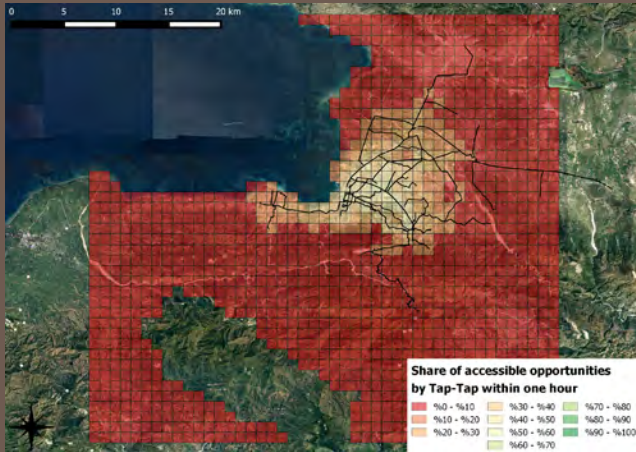 0 5 10 15 20 km
Share of accessible opportunities
by Tap-Tap within one hour
%0 - %10 %30 - %40 %70 - %80
%10 - %20 %40 - %50 %80 - %90
%20 - %30 %50 - %60 %90 - %100
%60 - %70